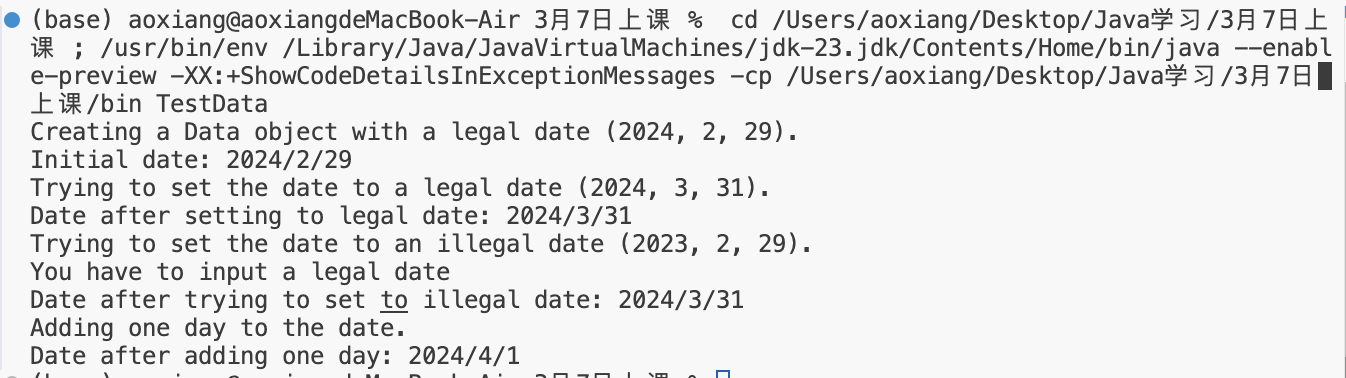 (base) aoxiang@aoxiangdeMacBook-Air 3月7日上课 %  cd /Users/aoxiang/Desktop/Java学习/3月7日上
课 ; /usr/bin/env /Library/Java/JavaVirtualMachines/jdk-23.jdk/Contents/Home/bin/java --enabl
e-preview -XX:+ShowCodeDetailsInExceptionMessages -cp /Users/aoxiang/Desktop/Java学习/3月7日
上课/bin TestData
Creating a Data object with a legal date (2024, 2, 29).
Initial date: 2024/2/29
Trying to set the date to a legal date (2024, 3, 31).
Date after setting to legal date: 2024/3/31
Trying to set the date to an illegal date (2023, 2, 29).
You have to input a legal date
Date after trying to set to illegal date: 2024/3/31
Adding one day to the date.
Date after adding one day: 2024/4/1